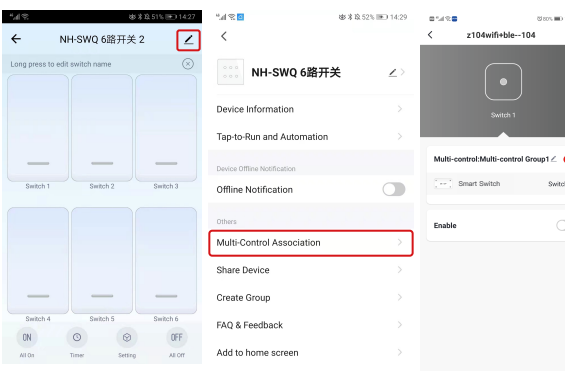 51% 14:27
NH-SWQ 6路开关 2
Long press to edit switch name
Switch 1 Switch 2 Switch 3
Switch 4 Switch 5 Switch 6
ON OFF
All On Timer Setting All Off
52% 14:29
NH-SWQ 6路开关
Device Information
Tap-to-Run and Automation
Device Offline Notification
Offline Notification
Others
Multi-Control Association
Share Device
Create Group
FAQ & Feedback
Add to home screen
80%
z104wifi+ble--104
Switch 1
Multi-control:Multi-control Group1
Smart Switch Switch
Enable